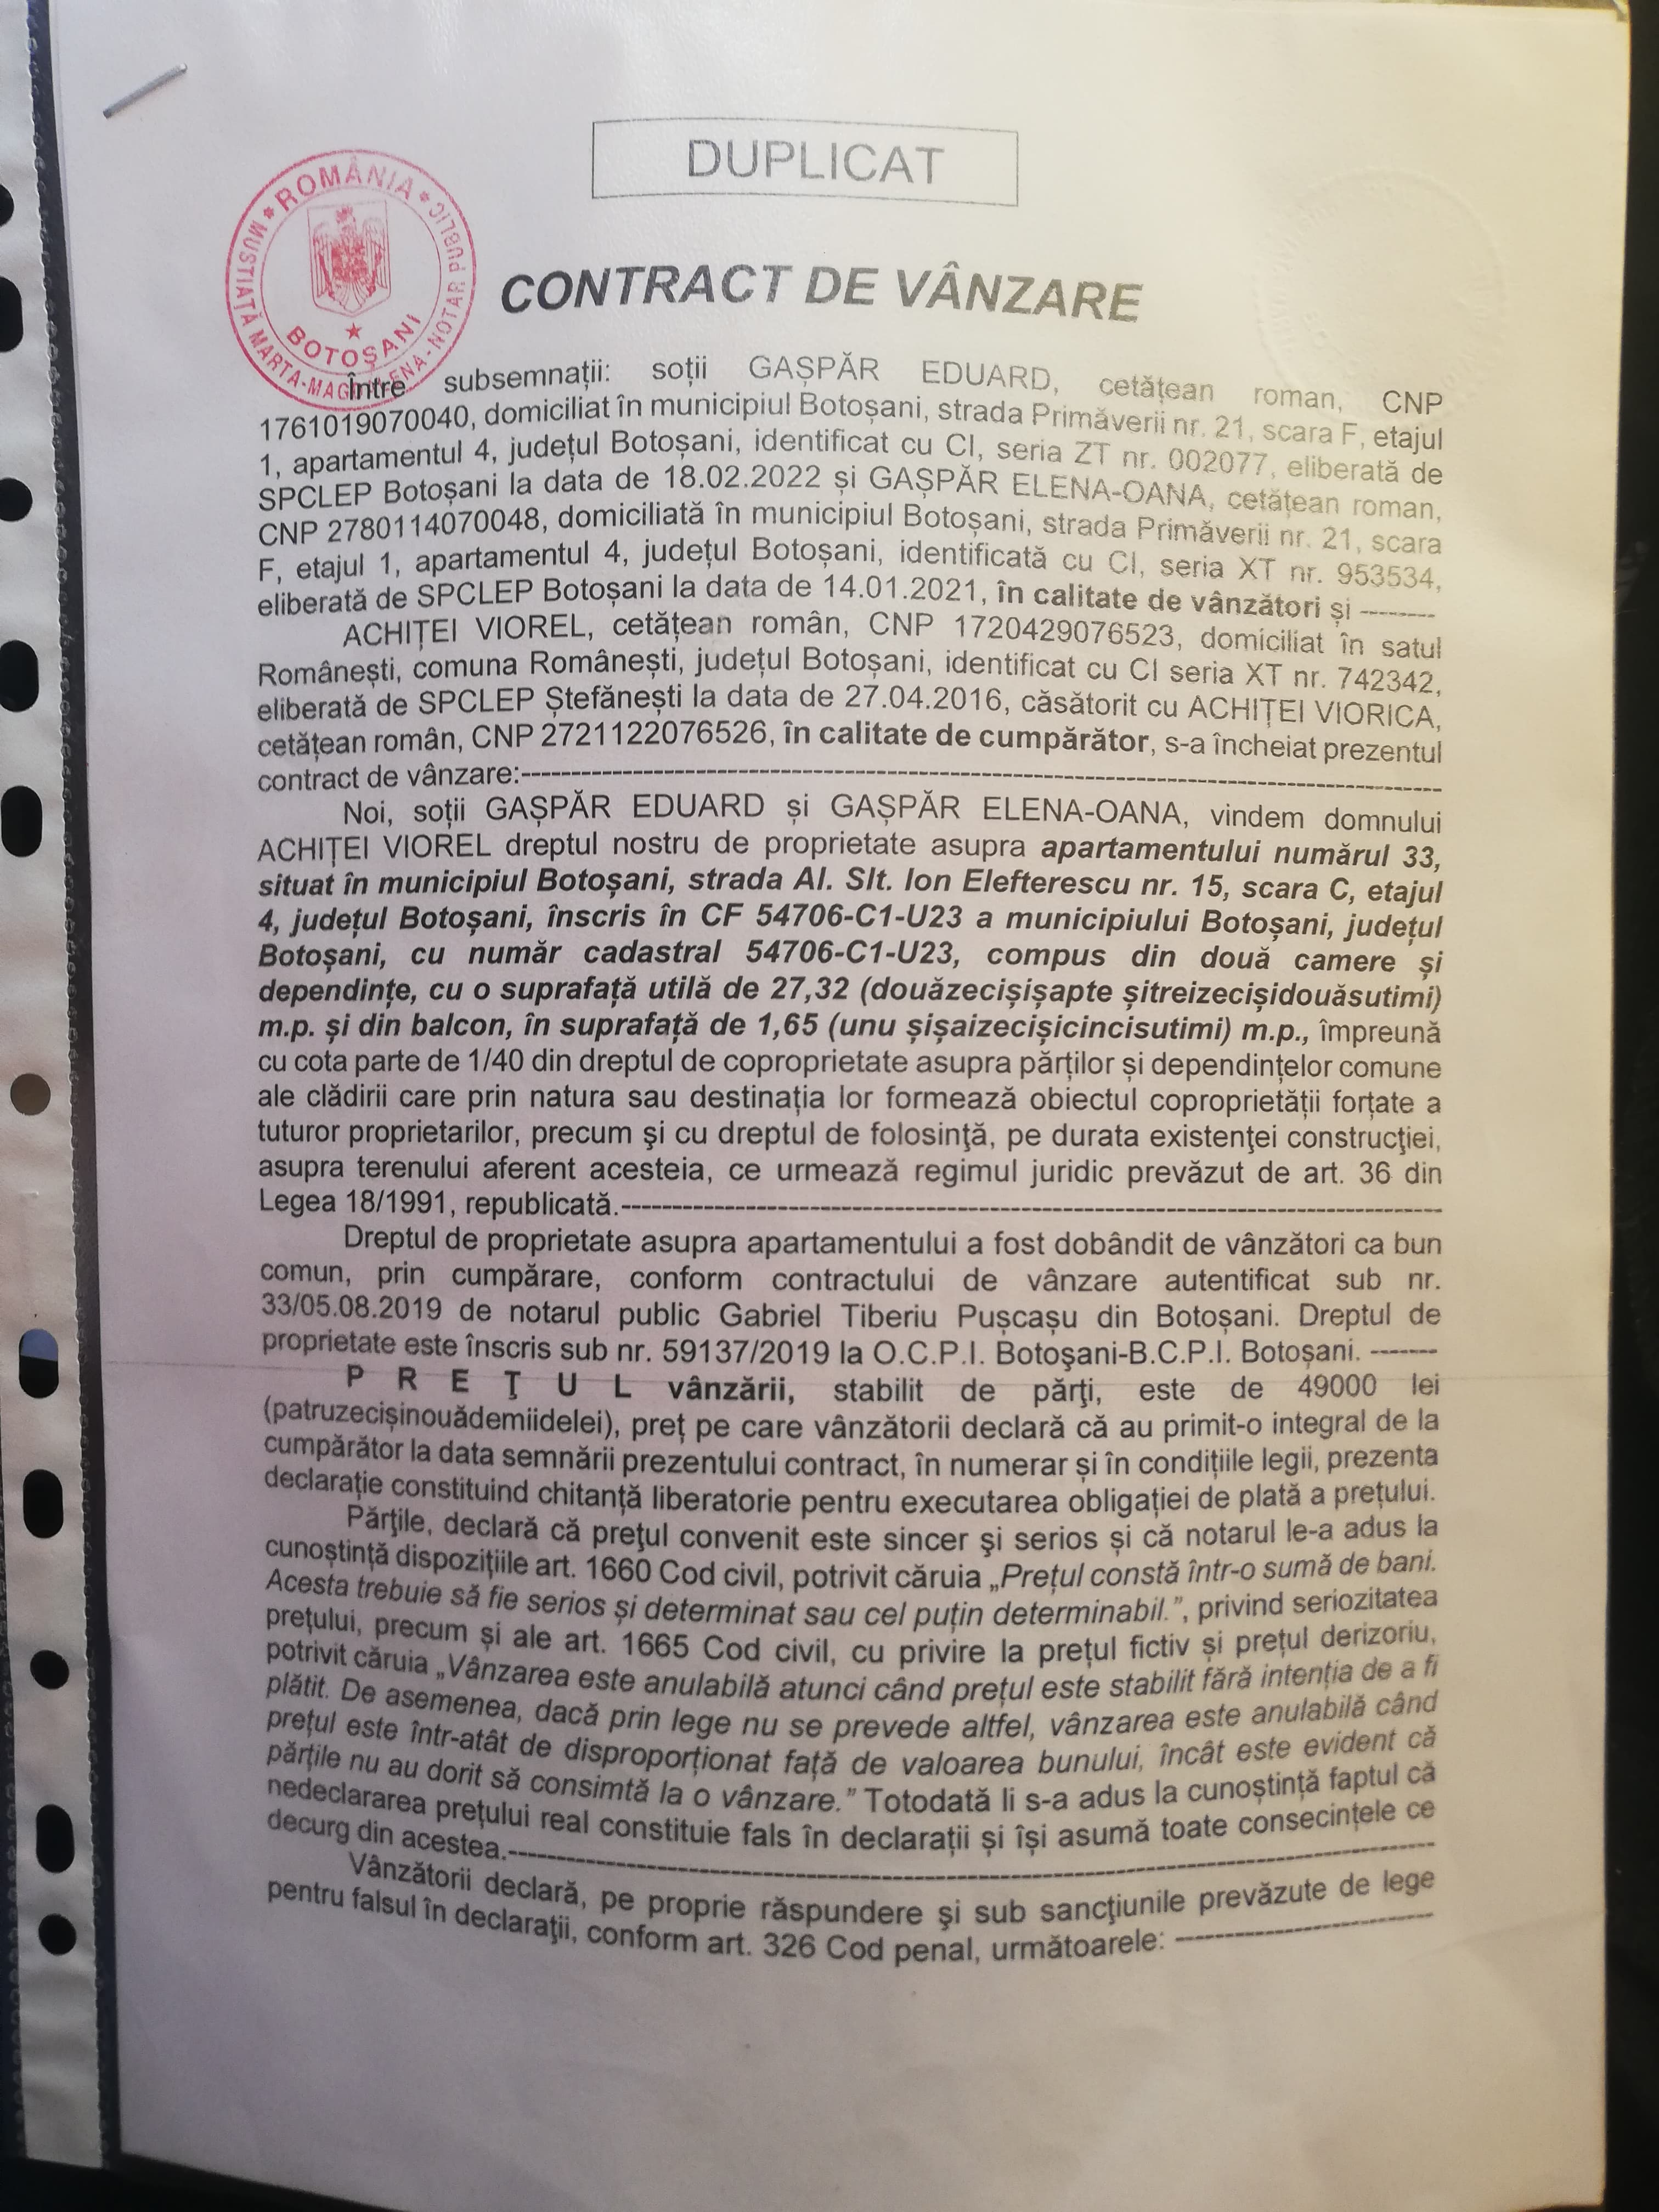 DUPLICAT
* ROMÂNIA *
MUSTIAȚĂ MARTA-MAGDALENA-NOTAR PUBLIC
BOTOȘANI
CONTRACT DE VÂNZARE
Între subsemnații: soții GAȘPĂR EDUARD, cetățean roman, CNP
1761019070040, domiciliat în municipiul Botoșani, strada Primăverii nr. 21, scara F, etajul
1, apartamentul 4, județul Botoșani, identificat cu CI, seria ZT nr. 002077, eliberată de
SPCLEP Botoșani la data de 18.02.2022 și GAȘPĂR ELENA-OANA, cetățean roman,
CNP 2780114070048, domiciliată în municipiul Botoșani, strada Primăverii nr. 21, scara
F, etajul 1, apartamentul 4, județul Botoșani, identificată cu CI, seria XT nr. 953534,
eliberată de SPCLEP Botoșani la data de 14.01.2021, în calitate de vânzători și --------
ACHIȚEI VIOREL, cetățean român, CNP 1720429076523, domiciliat în satul
Românești, comuna Românești, județul Botoșani, identificat cu CI seria XT nr. 742342,
eliberată de SPCLEP Ștefănești la data de 27.04.2016, căsătorit cu ACHIȚEI VIORICA,
cetățean român, CNP 2721122076526, în calitate de cumpărător, s-a încheiat prezentul
contract de vânzare:--------------------------------------------------------------------------------
Noi, soții GAȘPĂR EDUARD și GAȘPĂR ELENA-OANA, vindem domnului
ACHIȚEI VIOREL dreptul nostru de proprietate asupra apartamentului numărul 33,
situat în municipiul Botoșani, strada Al. Slt. Ion Elefterescu nr. 15, scara C, etajul
4, județul Botoșani, înscris în CF 54706-C1-U23 a municipiului Botoșani, județul
Botoșani, cu număr cadastral 54706-C1-U23, compus din două camere și
dependințe, cu o suprafață utilă de 27,32 (douăzecișișapte șitreizecișidouăsutimi)
m.p. și din balcon, în suprafață de 1,65 (unu șișaizecișicincisutimi) m.p., împreună
cu cota parte de 1/40 din dreptul de coproprietate asupra părților și dependințelor comune
ale clădirii care prin natura sau destinația lor formează obiectul coproprietății forțate a
tuturor proprietarilor, precum şi cu dreptul de folosinţă, pe durata existenţei construcţiei,
asupra terenului aferent acesteia, ce urmează regimul juridic prevăzut de art. 36 din
Legea 18/1991, republicată.------------------------------------------------------------------------
Dreptul de proprietate asupra apartamentului a fost dobândit de vânzători ca bun
comun, prin cumpărare, conform contractului de vânzare autentificat sub nr.
33/05.08.2019 de notarul public Gabriel Tiberiu Pușcașu din Botoșani. Dreptul de
proprietate este înscris sub nr. 59137/2019 la O.C.P.I. Botoşani-B.C.P.I. Botoșani. -------
P R E Ţ U L vânzării, stabilit de părţi, este de 49000 lei
(patruzecișinouădemiidelei), preț pe care vânzătorii declară că au primit-o integral de la
cumpărător la data semnării prezentului contract, în numerar și în condițiile legii, prezenta
declarație constituind chitanță liberatorie pentru executarea obligației de plată a prețului.
Părţile, declară că preţul convenit este sincer şi serios și că notarul le-a adus la
cunoștință dispozițiile art. 1660 Cod civil, potrivit căruia „Prețul constă într-o sumă de bani.
Acesta trebuie să fie serios și determinat sau cel puțin determinabil.”, privind seriozitatea
prețului, precum și ale art. 1665 Cod civil, cu privire la prețul fictiv și prețul derizoriu,
potrivit căruia „Vânzarea este anulabilă atunci când prețul este stabilit fără intenția de a fi
plătit. De asemenea, dacă prin lege nu se prevede altfel, vânzarea este anulabilă când
prețul este într-atât de disproporționat față de valoarea bunului, încât este evident că
părțile nu au dorit să consimtă la o vânzare.” Totodată li s-a adus la cunoștință faptul că
nedeclararea prețului real constituie fals în declarații și își asumă toate consecințele ce
decurg din acestea.------------------------------------------------------------------------------------
Vânzătorii declară, pe proprie răspundere şi sub sancţiunile prevăzute de lege
pentru falsul în declaraţii, conform art. 326 Cod penal, următoarele: -----------------------